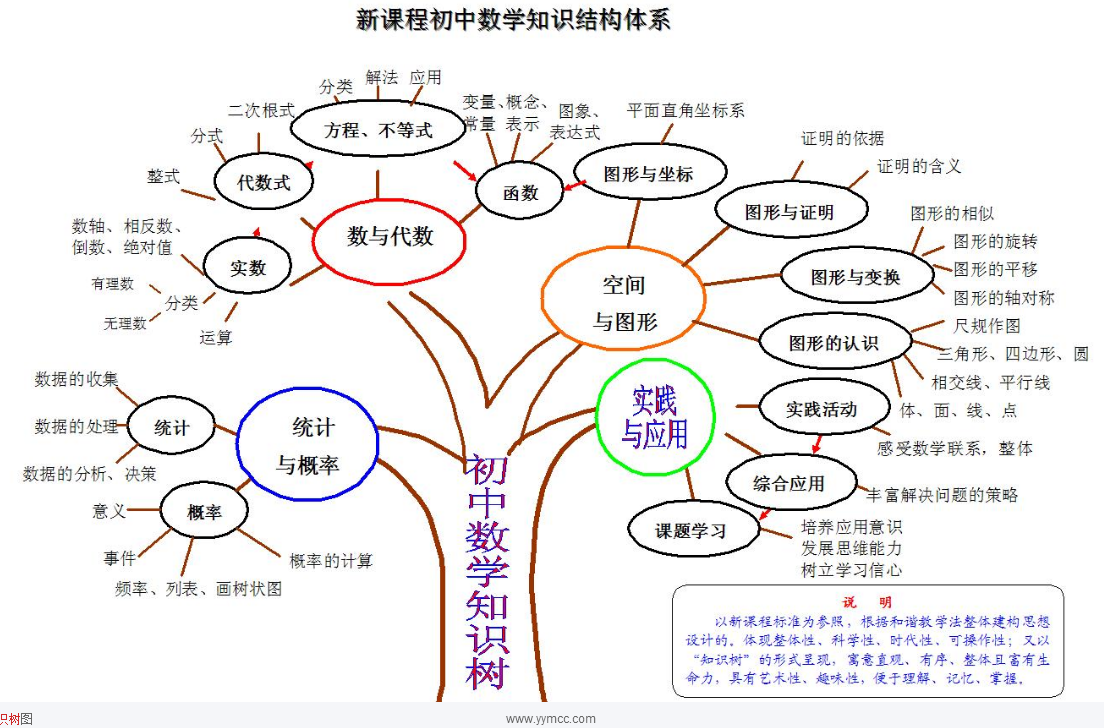 新课程初中数学知识结构体系
分类
解法
应用
方程、不等式
二次根式
分式
整式
代数式
变量、
常量
概念、
表示
图象、
表达式
函数
数与代数
数轴、相反数、
倒数、绝对值
有理数
无理数
分类
运算
实数
平面直角坐标系
图形与坐标
证明的依据
证明的含义
图形与证明
图形的相似
图形的旋转
图形的平移
图形的轴对称
图形与变换
尺规作图
三角形、四边形、圆
相交线、平行线
体、面、线、点
图形的认识
空间
与图形
数据的收集
数据的处理
数据的分析、决策
统计
统计
与概率
意义
事件
频率、列表、画树状图
概率的计算
概率
实践
与应用
实践活动
感受数学联系，整体
综合应用
丰富解决问题的策略
课题学习
培养应用意识
发展思维能力
树立学习信心
初中数学知识树
说 明
以新课程标准为参照，根据和谐教学法整体建构思想
设计的。体现整体性、科学性、时代性、可操作性；又以
“知识树”的形式呈现，寓意直观、有序、整体且富有生
命力，具有艺术性、趣味性，便于理解、记忆、掌握。
识树图
www.yymcc.com